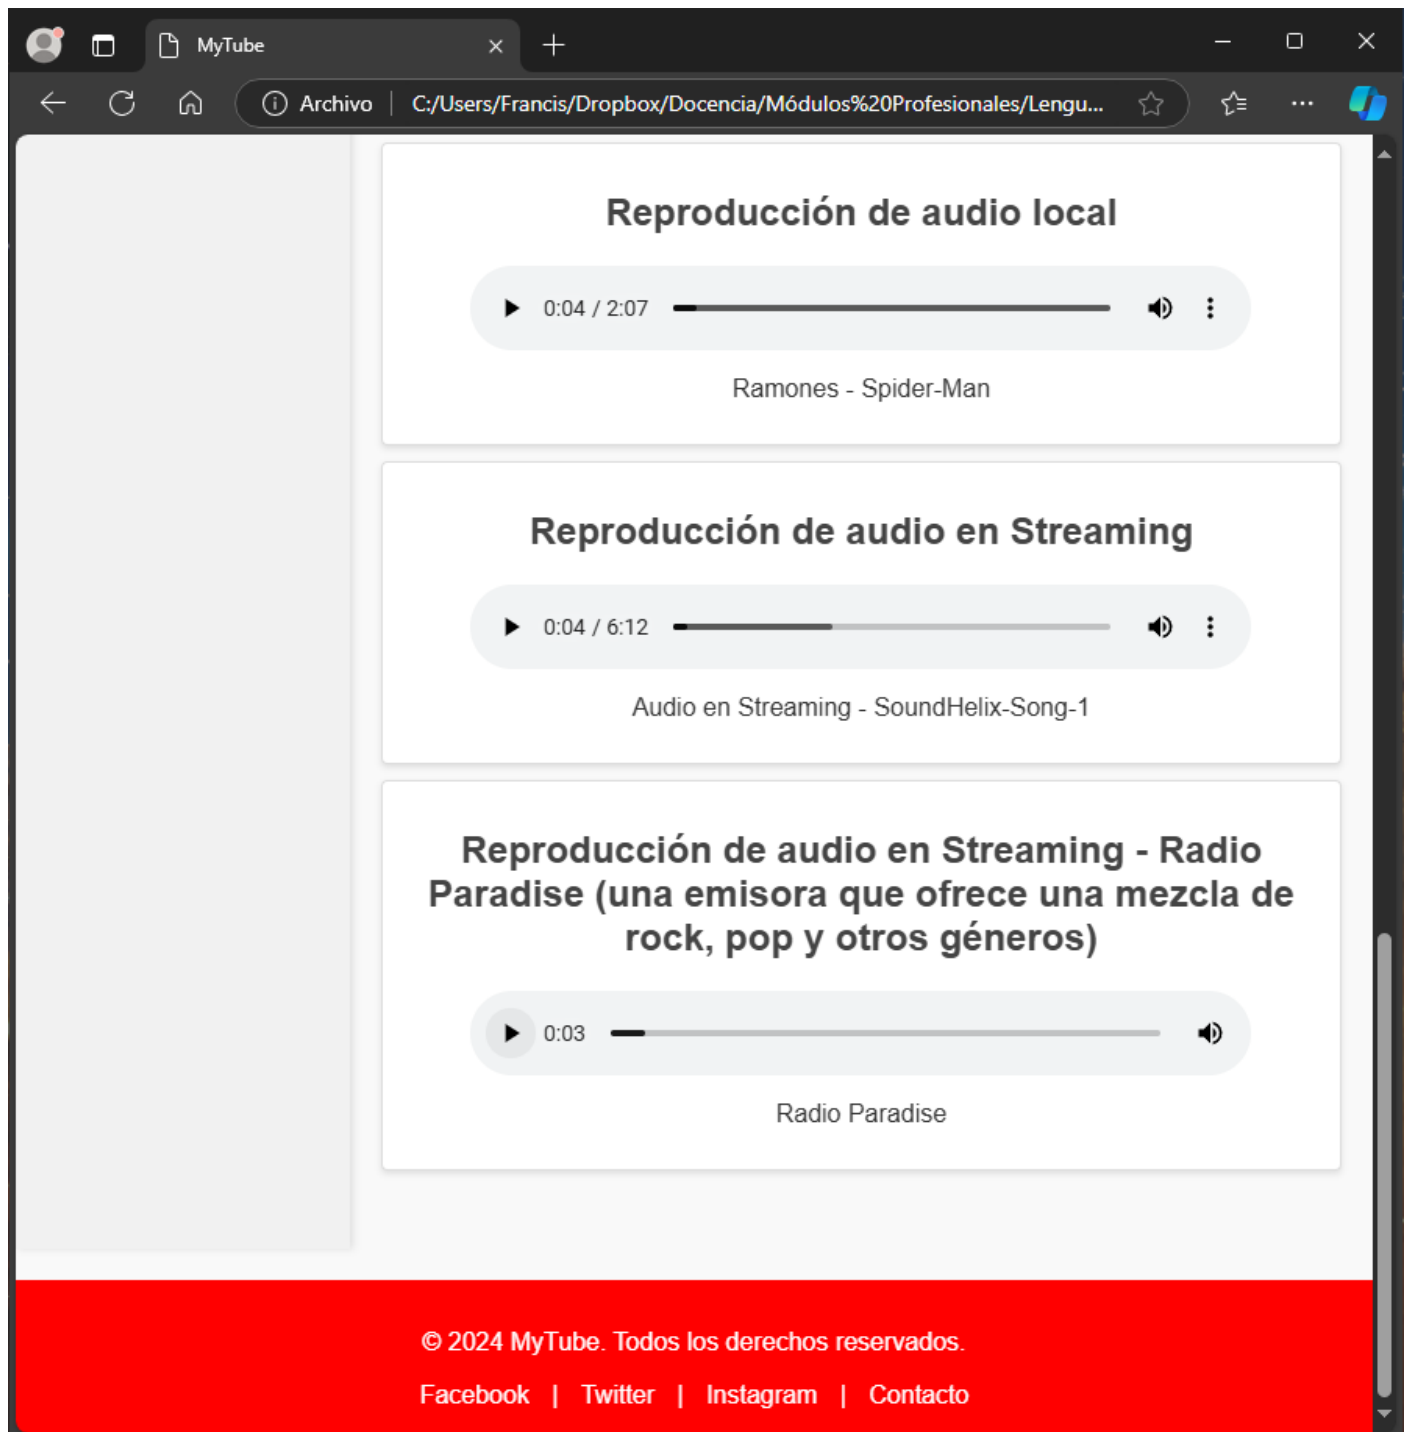 MyTube
Archivo
C:/Users/Francis/Dropbox/Docencia/Módulos%20Profesionales/Lengu...
Reproducción de audio local
0:04 / 2:07
Ramones - Spider-Man
Reproducción de audio en Streaming
0:04 / 6:12
Audio en Streaming - SoundHelix-Song-1
Reproducción de audio en Streaming - Radio
Paradise (una emisora que ofrece una mezcla de
rock, pop y otros géneros)
0:03
Radio Paradise
© 2024 MyTube. Todos los derechos reservados.
Facebook | Twitter | Instagram | Contacto